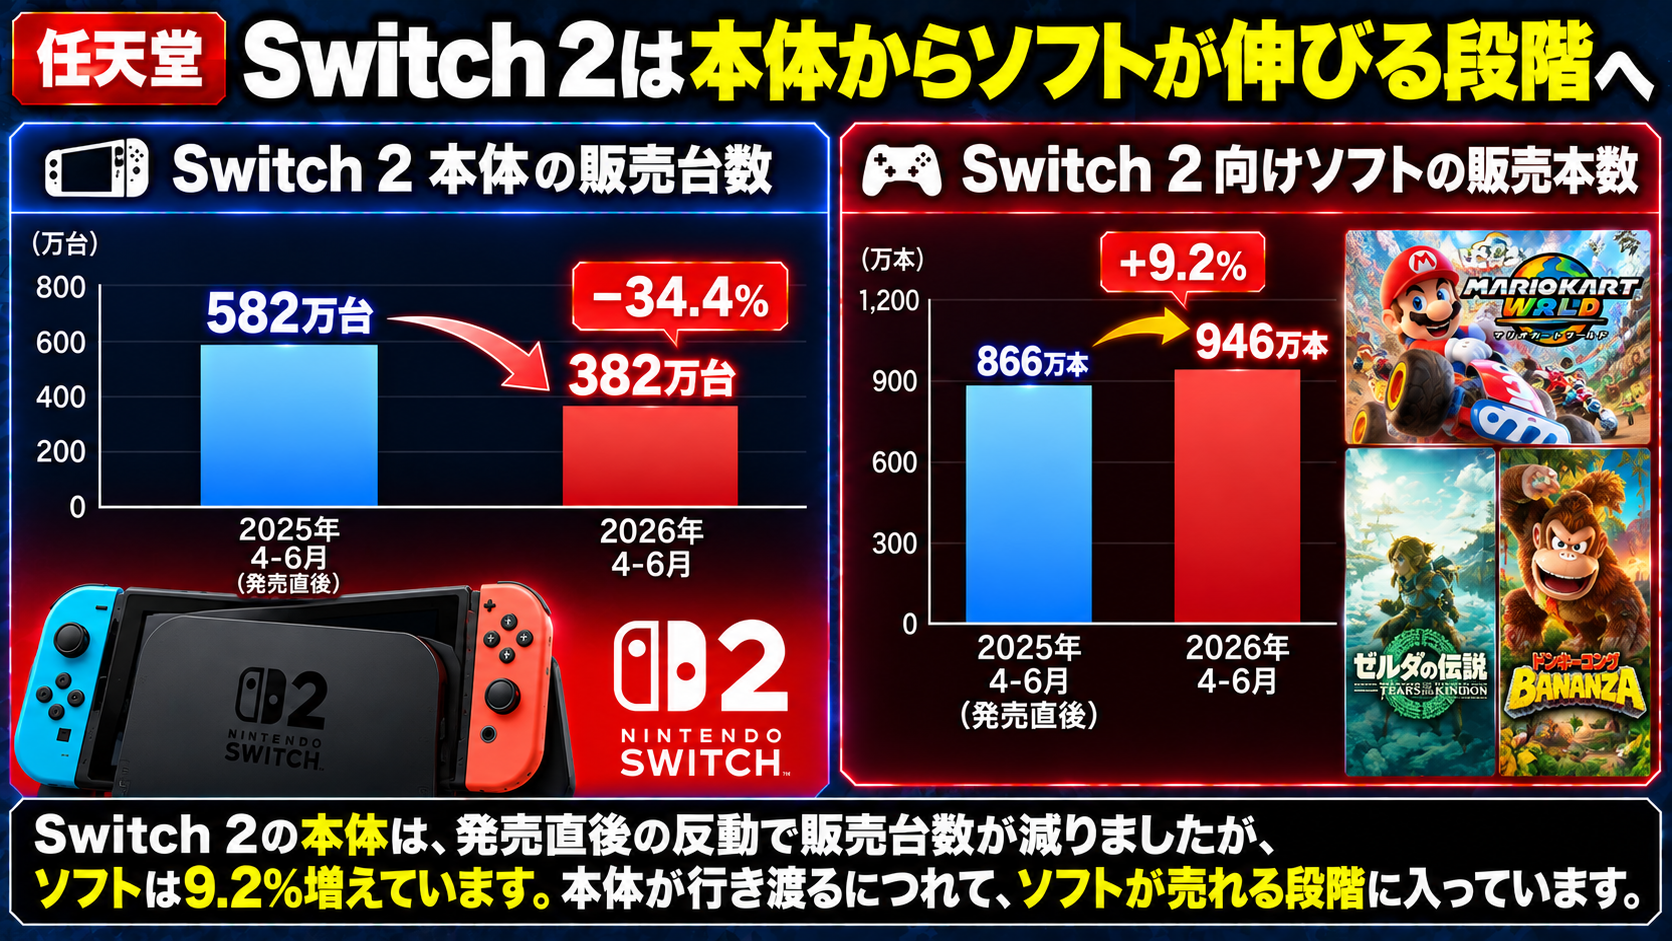 任天堂 Switch 2は本体からソフトが伸びる段階へ
Switch 2 本体の販売台数
(万台)
800
600
400
200
0
582万台
-34.4%
382万台
2025年
4-6月
(発売直後)
2026年
4-6月
2
NINTENDO
SWITCH
2
NINTENDO
SWITCH™
Switch 2 向けソフトの販売本数
(万本)
1,200
900
600
300
0
+9.2%
866万本
946万本
2025年
4-6月
(発売直後)
2026年
4-6月
M
MARIOKART
WORLD
マリオカートワールド
ゼルダの伝説
TEARS OF THE KINGDOM
ドンキーコング
BANANZA
Switch 2の本体は、発売直後の反動で販売台数が減りましたが、
ソフトは9.2%増えています。本体が行き渡るにつれて、ソフトが売れる段階に入っています。